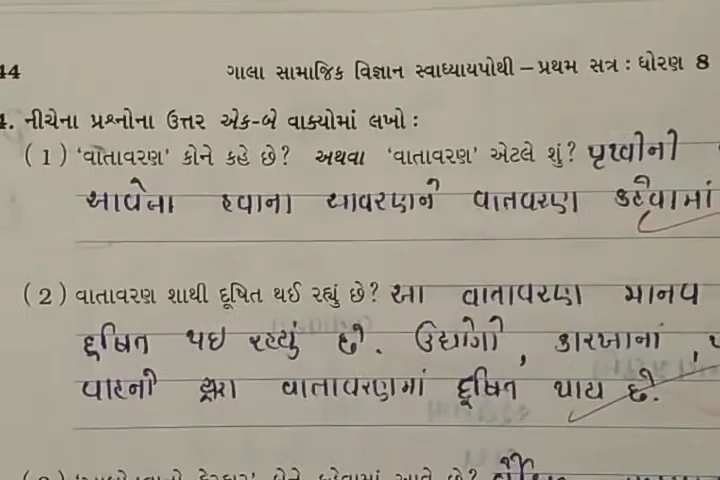 44 ગાલા સામાજિક વિજ્ઞાન સ્વાધ્યાયપોથી – પ્રથમ સત્ર : ધોરણ 8
4. નીચેના પ્રશ્નોના ઉત્તર એક-બે વાક્યોમાં લખો :
(1) ‘વાતાવરણ’ કોને કહે છે? અથવા ‘વાતાવરણ’ એટલે શું? પૃથ્વીની
આવેલા હવાના આવરણને વાતવરણ કહેવામાં
(2) વાતાવરણ શાથી દૂષિત થઈ રહ્યું છે? આ વાતાવરણ માનવ
દૂષિત થઇ રહ્યું છે. ઉદ્યોગો, કારખાનાં,
વાહનો દ્વારા વાતાવરણમાં દૂષિત થાય છે.